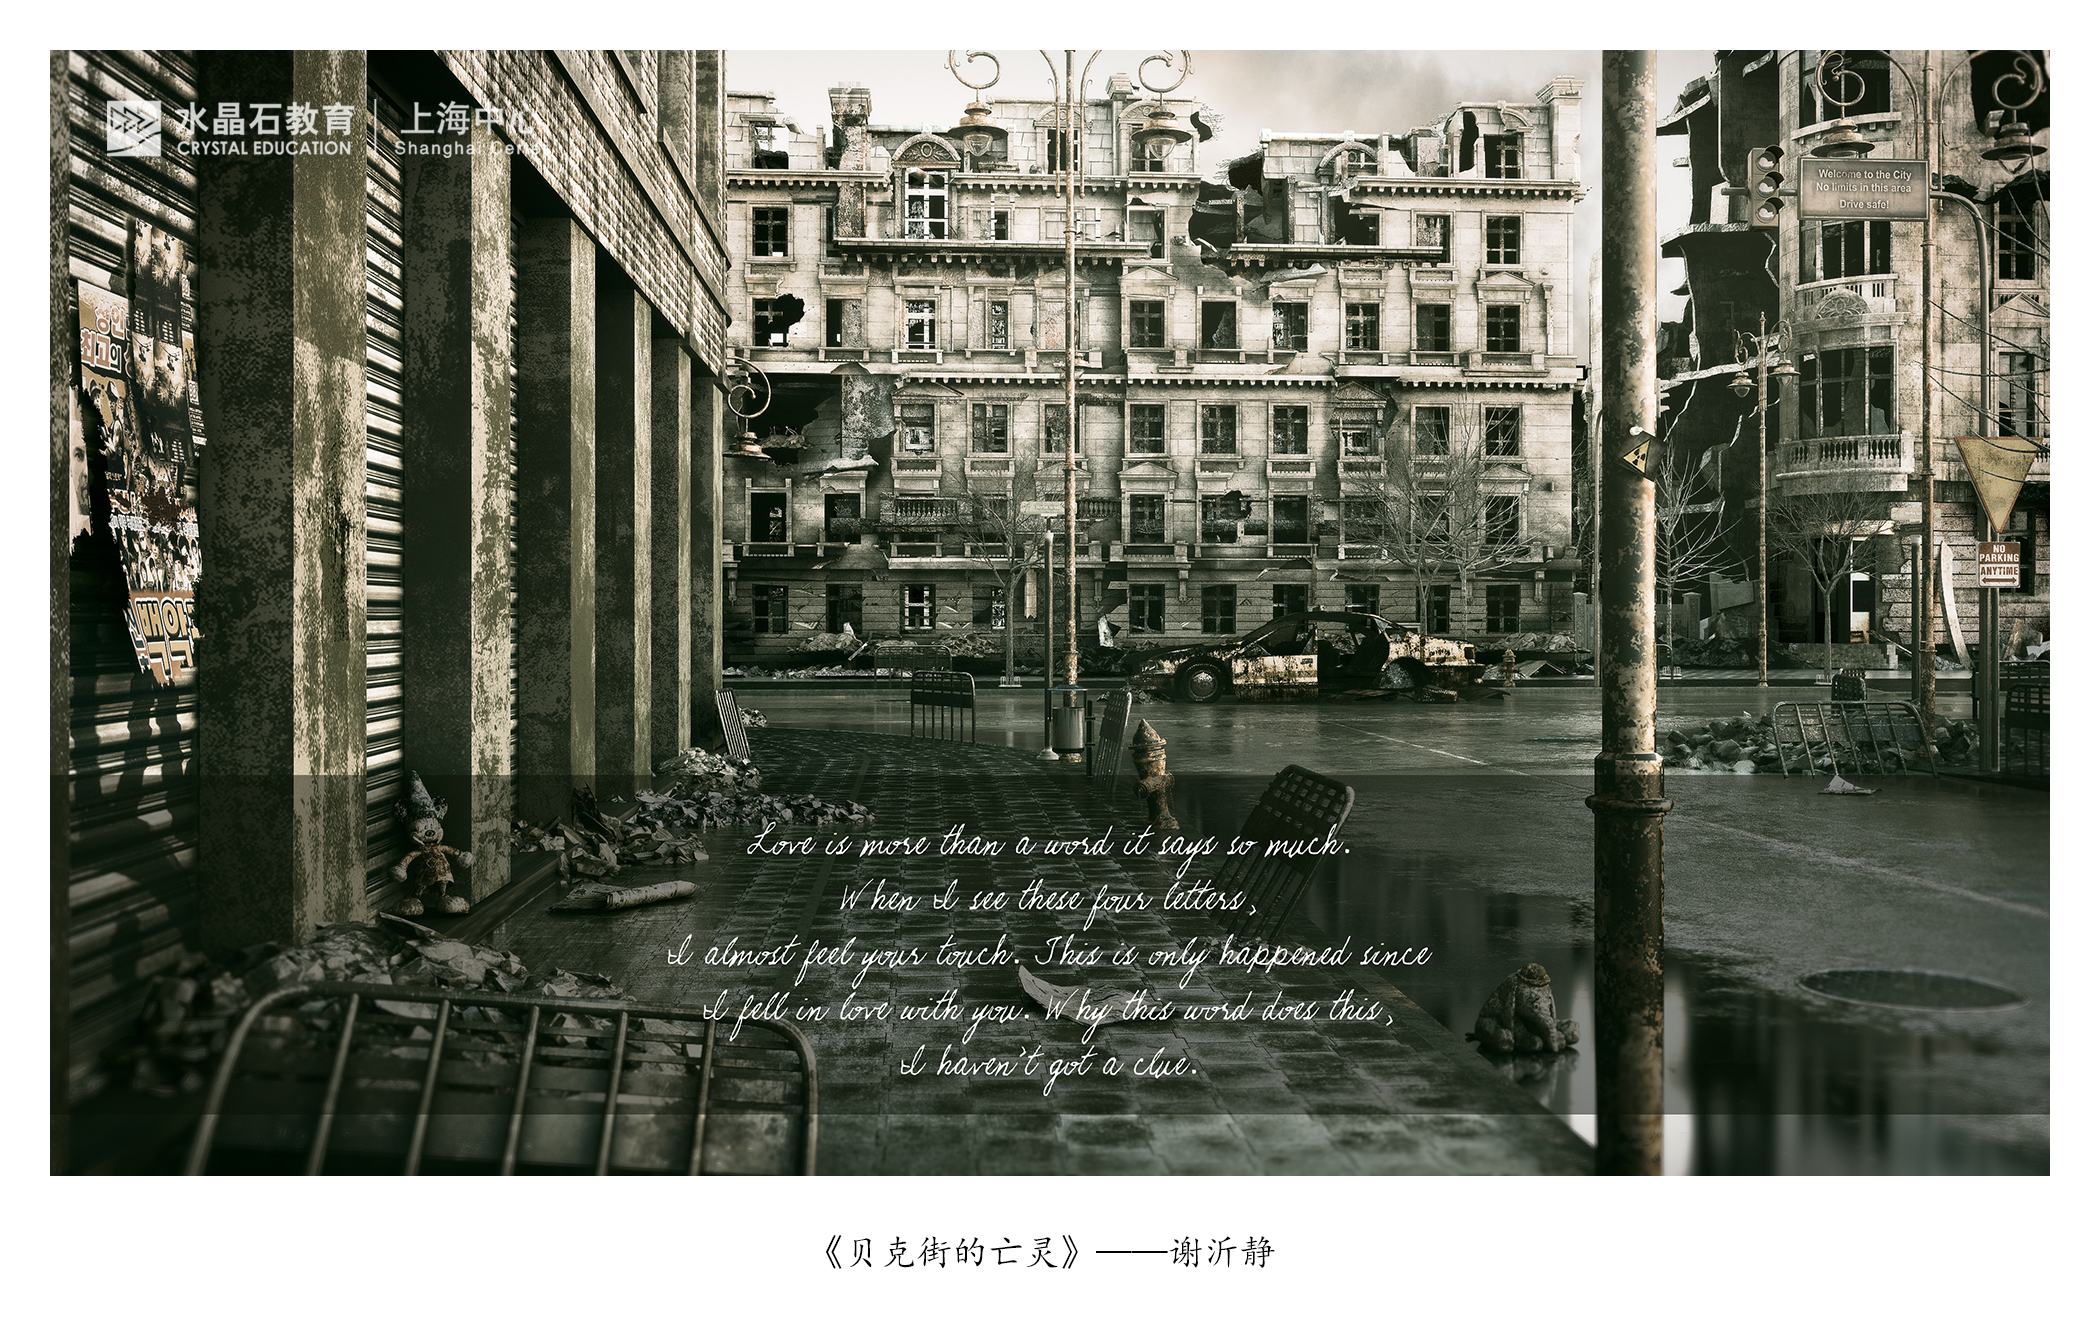 水晶石教育
CRYSTAL EDUCATION
上海中心
Shanghai Center
Welcome to the City
No limits in this area
Drive safe!
최고의
NO
PARKING
ANYTIME
Love is more than a word it says so much.
When I see these four letters,
I almost feel your touch. This is only happened since
I fell in love with you. Why this word does this,
I haven't got a clue.
《贝克街的亡灵》——谢沂静